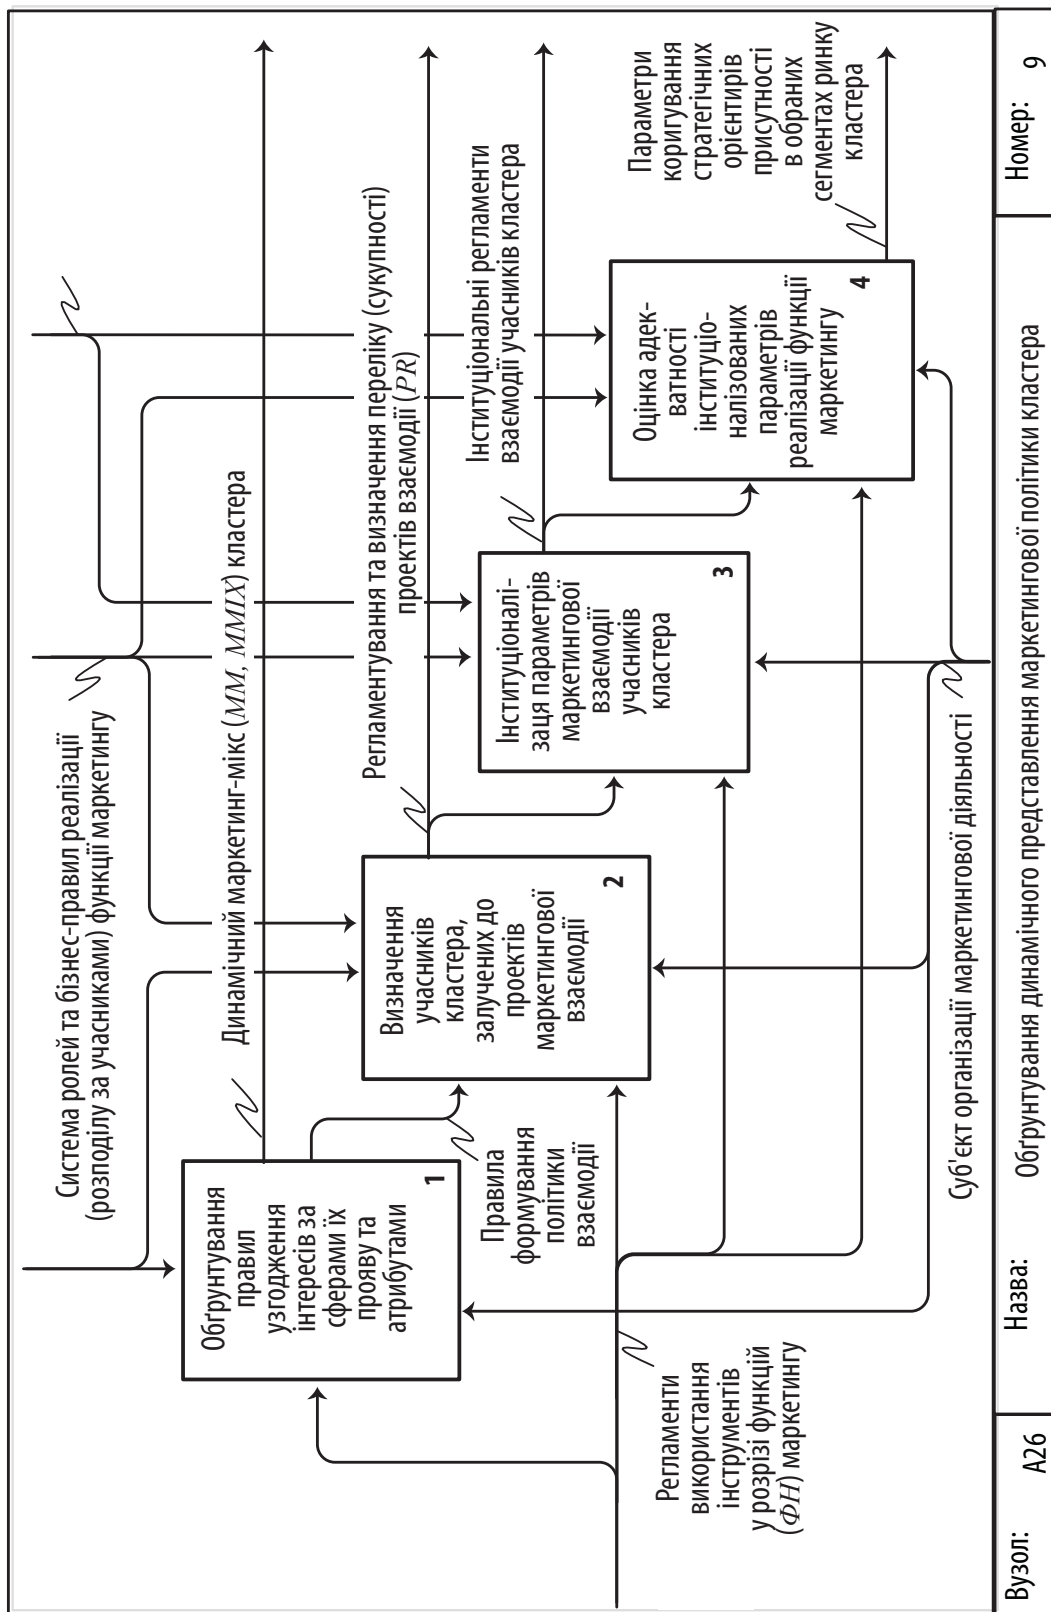 Система ролей та бізнес-правил реалізації
(розподілу за учасниками) функції маркетингу
Динамічний маркетинг-мікс (ММ, MMIX) кластера
Регламентування та визначення переліку (сукупності)
проектів взаємодії (PR)
Інституціональні регламенти
взаємодії учасників кластера
Параметри
коригування
стратегічних
орієнтирів
присутності
в обраних
сегментах ринку
кластера
Обґрунтування
правил
узгодження
інтересів за
сферами їх
прояву та
атрибутами
1
Правила
формування
політики
взаємодії
Визначення
учасників
кластера,
залучених до
проектів
маркетингової
взаємодії
2
Інституціоналі-
заця параметрів
маркетингової
взаємодії
учасників
кластера
3
Оцінка адек-
ватності
інституціо-
налізованих
параметрів
реалізації функції
маркетингу
4
Регламенти
використання
інструментів
у розрізі функцій
(ФН) маркетингу
Суб'єкт організації маркетингової діяльності
Вузол: А26
Назва: Обґрунтування динамічного представлення маркетингової політики кластера
Номер: 9